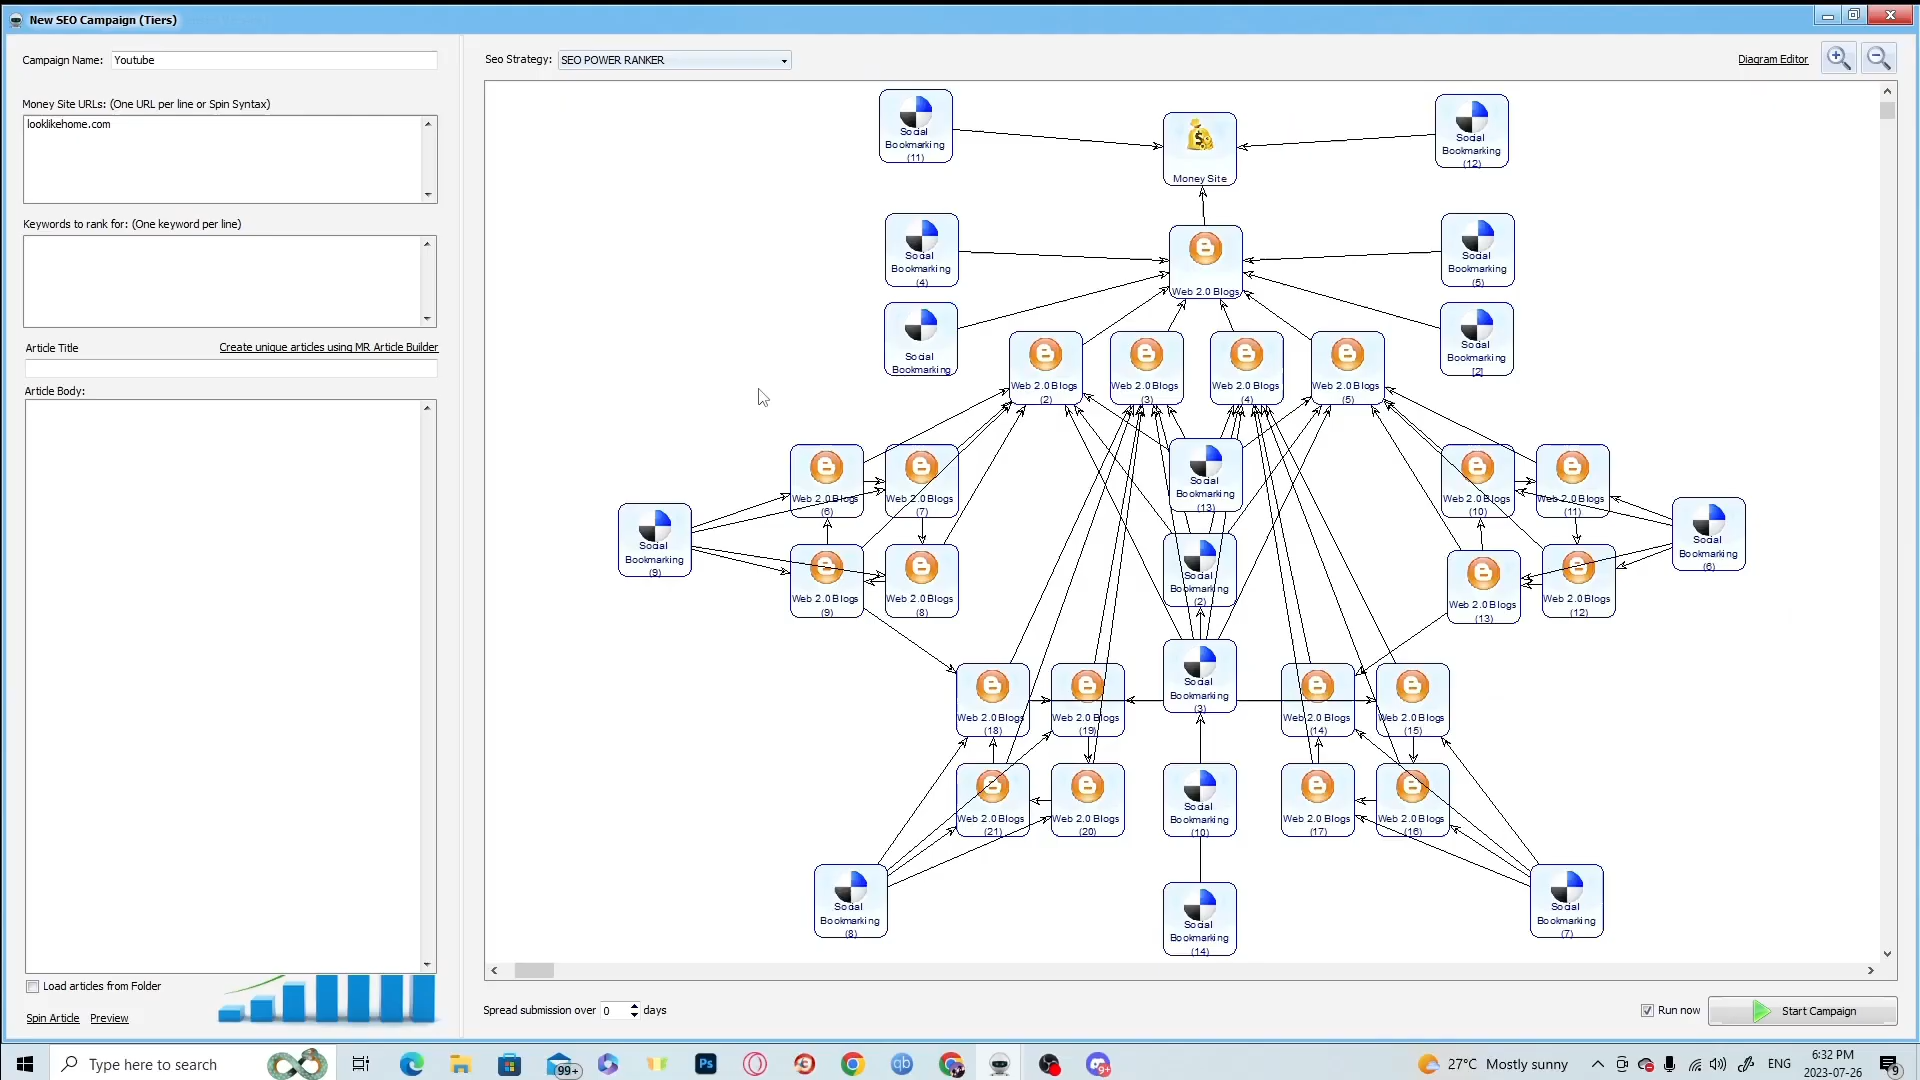 New SEO Campaign (Tiers)
Campaign Name: Youtube
Seo Strategy: SEO POWER RANKER
Diagram Editor
Money Site URLs: (One URL per line or Spin Syntax)
looklikehome.com
Keywords to rank for: (One keyword per line)
Article Title
Create unique articles using MR Article Builder
Article Body:
Load articles from Folder
Spin Article
Preview
Social
Bookmarking
(11)
Money Site
Social
Bookmarking
(12)
Social
Bookmarking
(4)
Web 2.0 Blogs
Social
Bookmarking
(5)
Social
Bookmarking
Web 2.0 Blogs
(2)
Web 2.0 Blogs
(3)
Web 2.0 Blogs
(4)
Web 2.0 Blogs
(5)
Social
Bookmarking
[2]
Web 2.0 Blogs
(6)
Web 2.0 Blogs
(7)
Social
Bookmarking
(13)
Web 2.0 Blogs
(10)
Web 2.0 Blogs
(11)
Social
Bookmarking
(9)
Social
Bookmarking
(6)
Web 2.0 Blogs
(9)
Web 2.0 Blogs
(8)
Social
Bookmarking
(2)
Web 2.0 Blogs
(13)
Web 2.0 Blogs
(12)
Web 2.0 Blogs
(18)
Web 2.0 Blogs
(19)
Social
Bookmarking
(3)
Web 2.0 Blogs
(14)
Web 2.0 Blogs
(15)
Web 2.0 Blogs
(21)
Web 2.0 Blogs
(20)
Social
Bookmarking
(10)
Web 2.0 Blogs
(17)
Web 2.0 Blogs
(16)
Social
Bookmarking
(8)
Social
Bookmarking
(14)
Social
Bookmarking
(7)
Spread submission over 0 days
Run now
Start Campaign
Type here to search
99+
Ps
qb
9+
27°C Mostly sunny
ENG
6:32 PM
2023-07-26
9